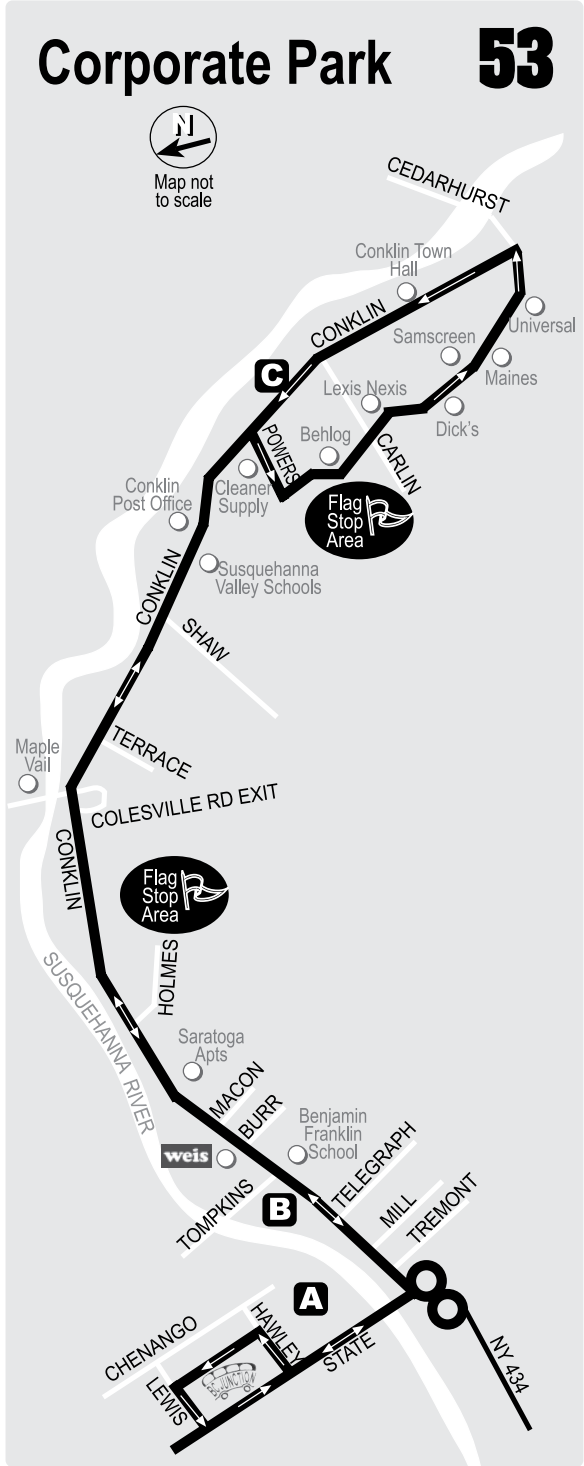 Corporate Park 53
N
Map not
to scale
CEDARHURST
Conklin Town
Hall
CONKLIN
Universal
Samscreen
Maines
C
Lexis Nexis
Dick's
POWERS
Behlog
CARLIN
Cleaner
Supply
Flag
Stop
Area
Conklin
Post Office
Susquehanna
Valley Schools
CONKLIN
SHAW
TERRACE
Maple
Vail
COLESVILLE RD EXIT
CONKLIN
Flag
Stop
Area
HOLMES
SUSQUEHANNA RIVER
Saratoga
Apts
MACON
BURR
Benjamin
Franklin
School
weis
TELEGRAPH
TOMPKINS
B
MILL
TREMONT
A
HAWLEY
CHENANGO
STATE
BC JUNCTION
LEWIS
NY 434